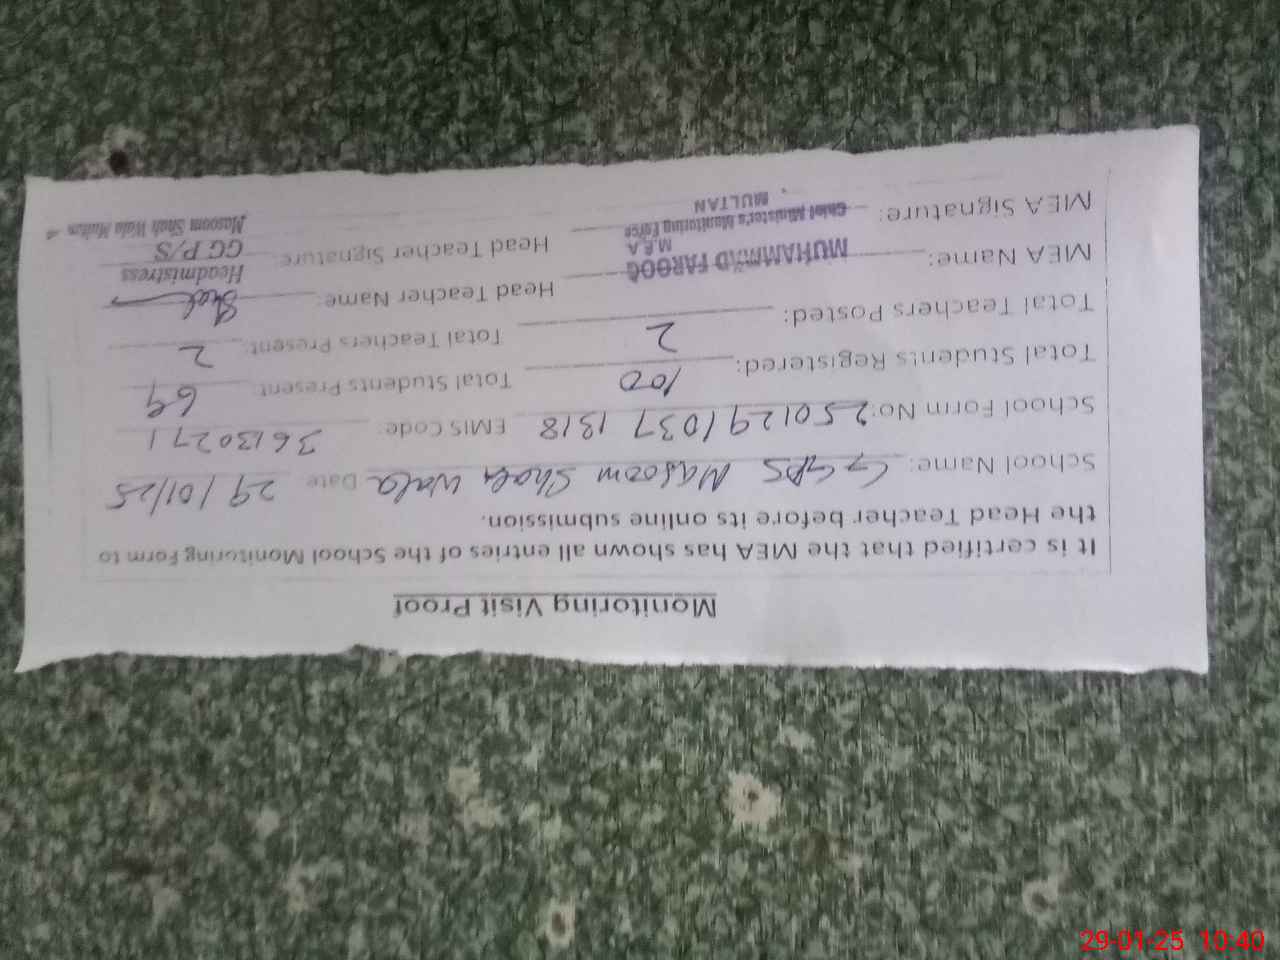 Monitoring Visit Proof
It is certified that the MEA has shown all entries of the School Monitoring Form to
the Head Teacher before its online submission.
School Name: GGPS Masoom Shah Wala Date 29/01/25
School Form No: 2501291037 1318 EMIS Code: 36130271
Total Students Registered: 100 Total Students Present: 69
Total Teachers Posted: 2 Total Teachers Present: 2
MEA Name: MUHAMMAD FAROOQ Head Teacher Name:
M.E.A
Headmistress
MEA Signature: Chief Minister's Monitoring Force Head Teacher Signature: GG P/S
MULTAN
Masoom Shah Wala Multan
29-01-25 10:40